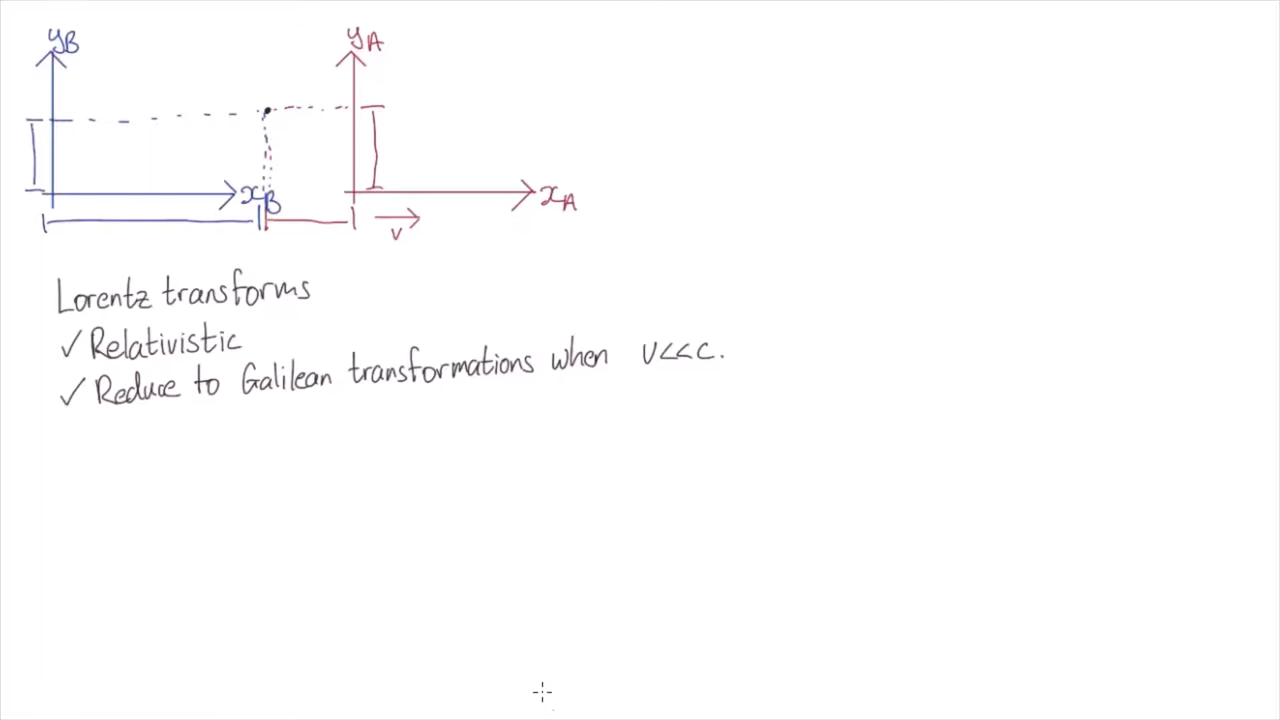 yB
yA
xB
xA
v
Lorentz transforms
✓ Relativistic
✓ Reduce to Galilean transformations when v<<c.